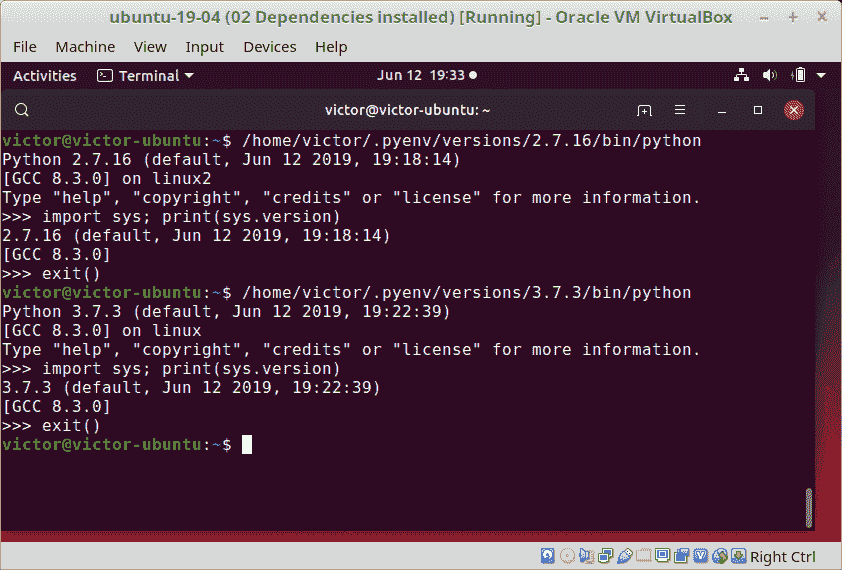 ubuntu-19-04 (02 Dependencies installed) [Running] - Oracle VM VirtualBox
File Machine View Input Devices Help
Activities Terminal Jun 12 19:33
victor@victor-ubuntu: ~
victor@victor-ubuntu:~$ /home/victor/.pyenv/versions/2.7.16/bin/python
Python 2.7.16 (default, Jun 12 2019, 19:18:14)
[GCC 8.3.0] on linux2
Type "help", "copyright", "credits" or "license" for more information.
>>> import sys; print(sys.version)
2.7.16 (default, Jun 12 2019, 19:18:14)
[GCC 8.3.0]
>>> exit()
victor@victor-ubuntu:~$ /home/victor/.pyenv/versions/3.7.3/bin/python
Python 3.7.3 (default, Jun 12 2019, 19:22:39)
[GCC 8.3.0] on linux
Type "help", "copyright", "credits" or "license" for more information.
>>> import sys; print(sys.version)
3.7.3 (default, Jun 12 2019, 19:22:39)
[GCC 8.3.0]
>>> exit()
victor@victor-ubuntu:~$
Right Ctrl